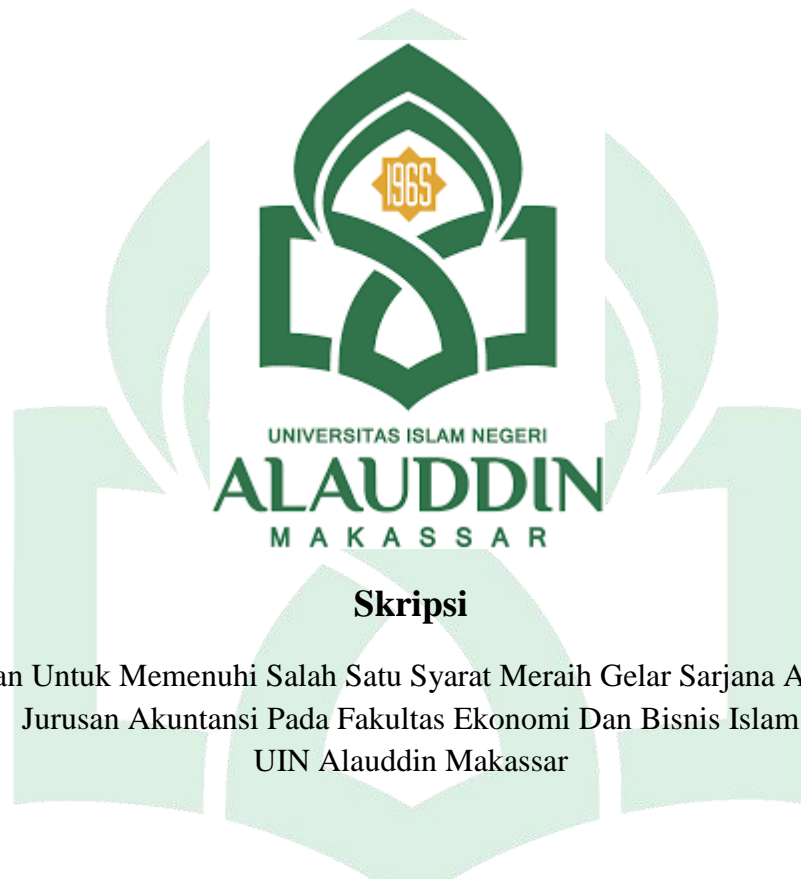 1965
UNIVERSITAS ISLAM NEGERI
ALAUDDIN
MAKASSAR
Skripsi
an Untuk Memenuhi Salah Satu Syarat Meraih Gelar Sarjana A
Jurusan Akuntansi Pada Fakultas Ekonomi Dan Bisnis Islam
UIN Alauddin Makassar